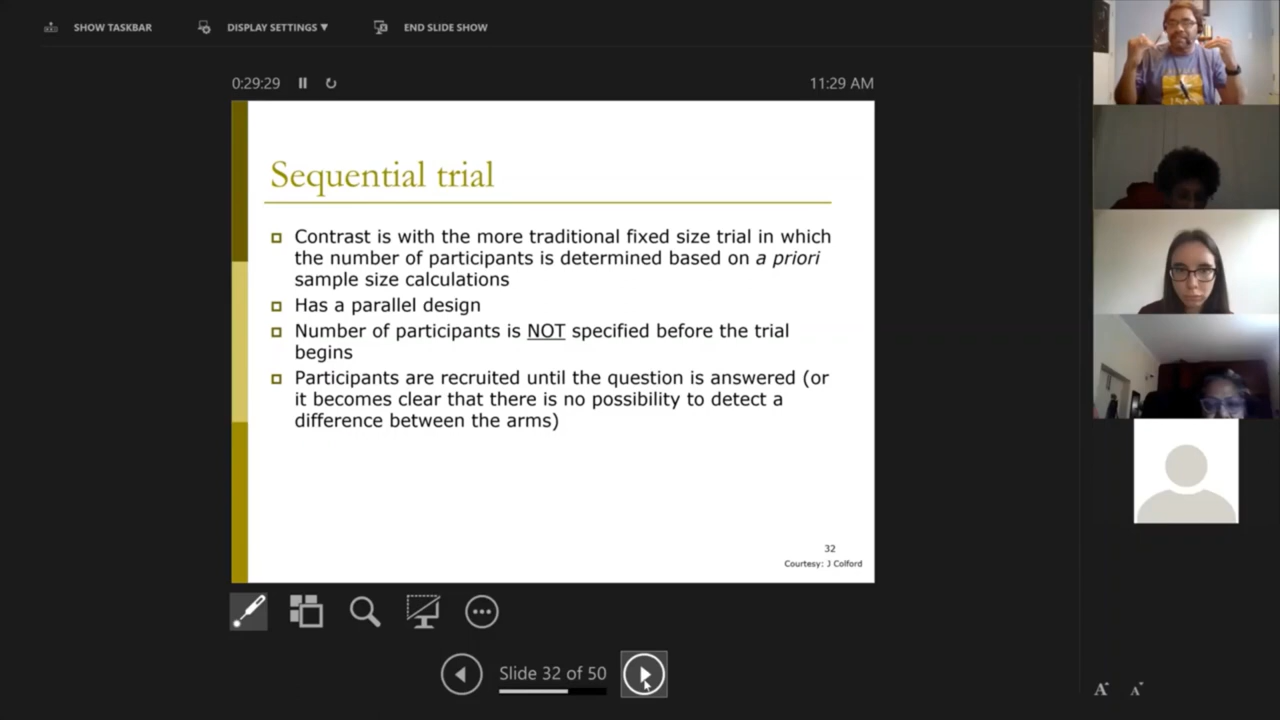 SHOW TASKBAR
DISPLAY SETTINGS ▼
END SLIDE SHOW
0:29:29
11:29 AM
Sequential trial
Contrast is with the more traditional fixed size trial in which
the number of participants is determined based on a priori
sample size calculations
Has a parallel design
Number of participants is NOT specified before the trial
begins
Participants are recruited until the question is answered (or
it becomes clear that there is no possibility to detect a
difference between the arms)
32
Courtesy: J Colford
Slide 32 of 50
A
A